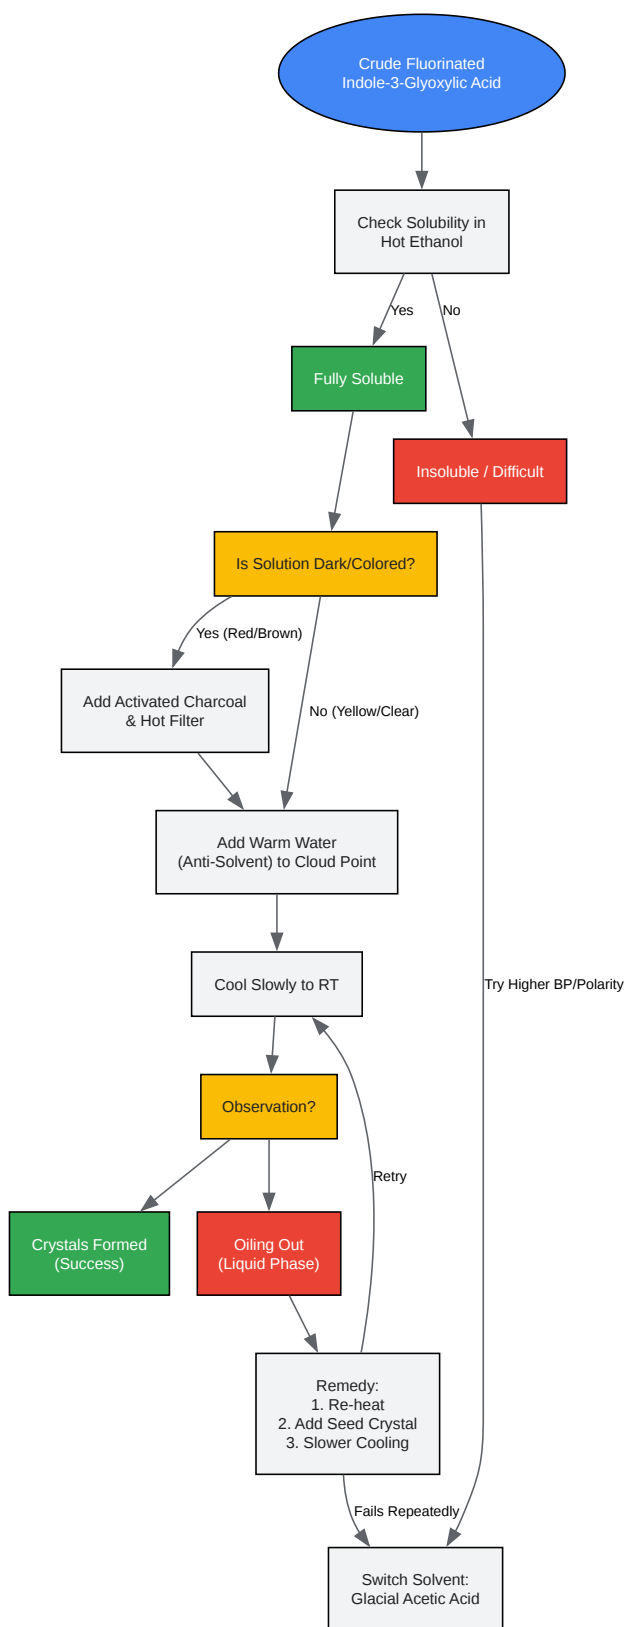 Crude Fluorinated
Indole-3-Glyoxylic Acid
Check Solubility in
Hot Ethanol
Yes
No
Fully Soluble
Insoluble / Difficult
Is Solution Dark/Colored?
Yes (Red/Brown)
Add Activated Charcoal
& Hot Filter
No (Yellow/Clear)
Add Warm Water
(Anti-Solvent) to Cloud Point
Cool Slowly to RT
Try Higher BP/Polarity
Observation?
Retry
Crystals Formed
(Success)
Oiling Out
(Liquid Phase)
Remedy:
1. Re-heat
2. Add Seed Crystal
3. Slower Cooling
Fails Repeatedly
Switch Solvent:
Glacial Acetic Acid